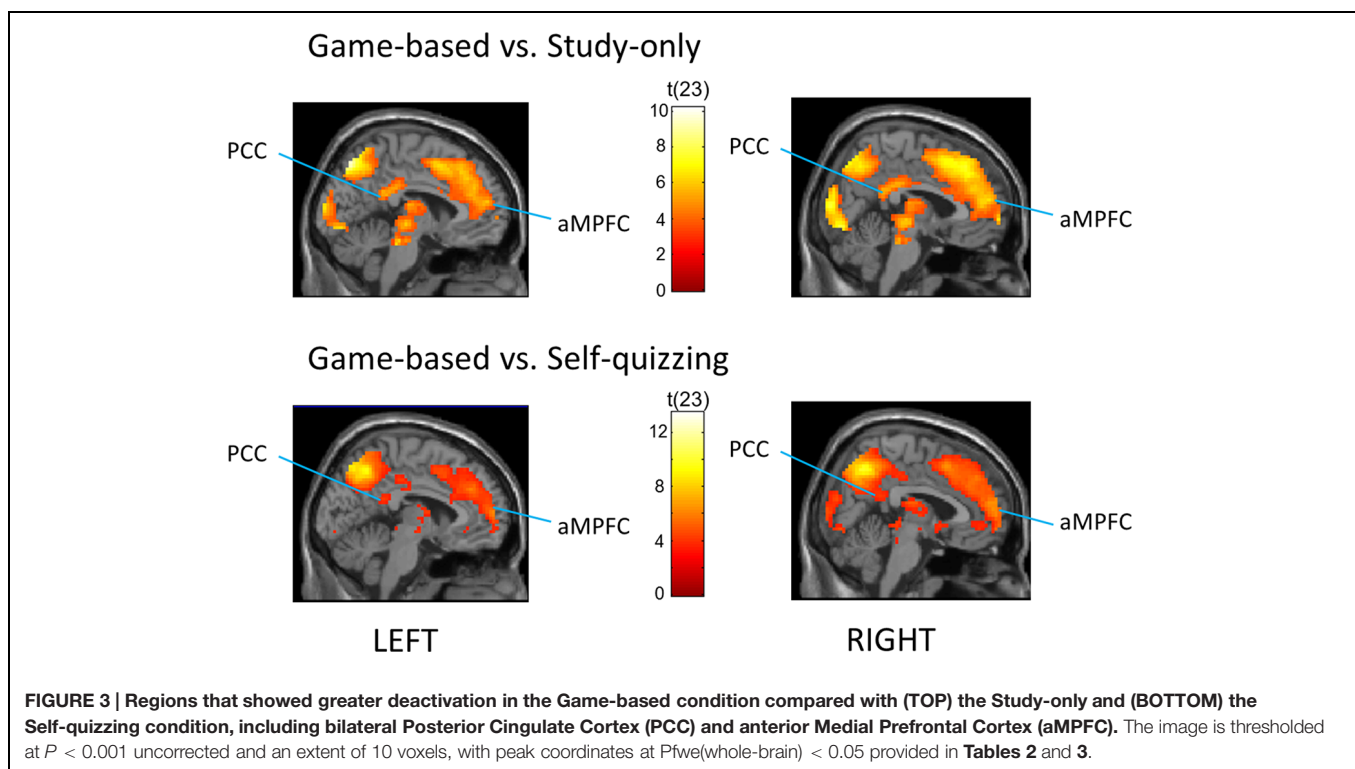 Game-based vs. Study-only
t(23)
10
8
6
4
2
0
PCC
aMPFC
PCC
aMPFC
Game-based vs. Self-quizzing
t(23)
12
8
4
0
PCC
aMPFC
PCC
aMPFC
LEFT
RIGHT
FIGURE 3 | Regions that showed greater deactivation in the Game-based condition compared with (TOP) the Study-only and (BOTTOM) the
Self-quizzing condition, including bilateral Posterior Cingulate Cortex (PCC) and anterior Medial Prefrontal Cortex (aMPFC). The image is thresholded
at P < 0.001 uncorrected and an extent of 10 voxels, with peak coordinates at Pfwe(whole-brain) < 0.05 provided in Tables 2 and 3.